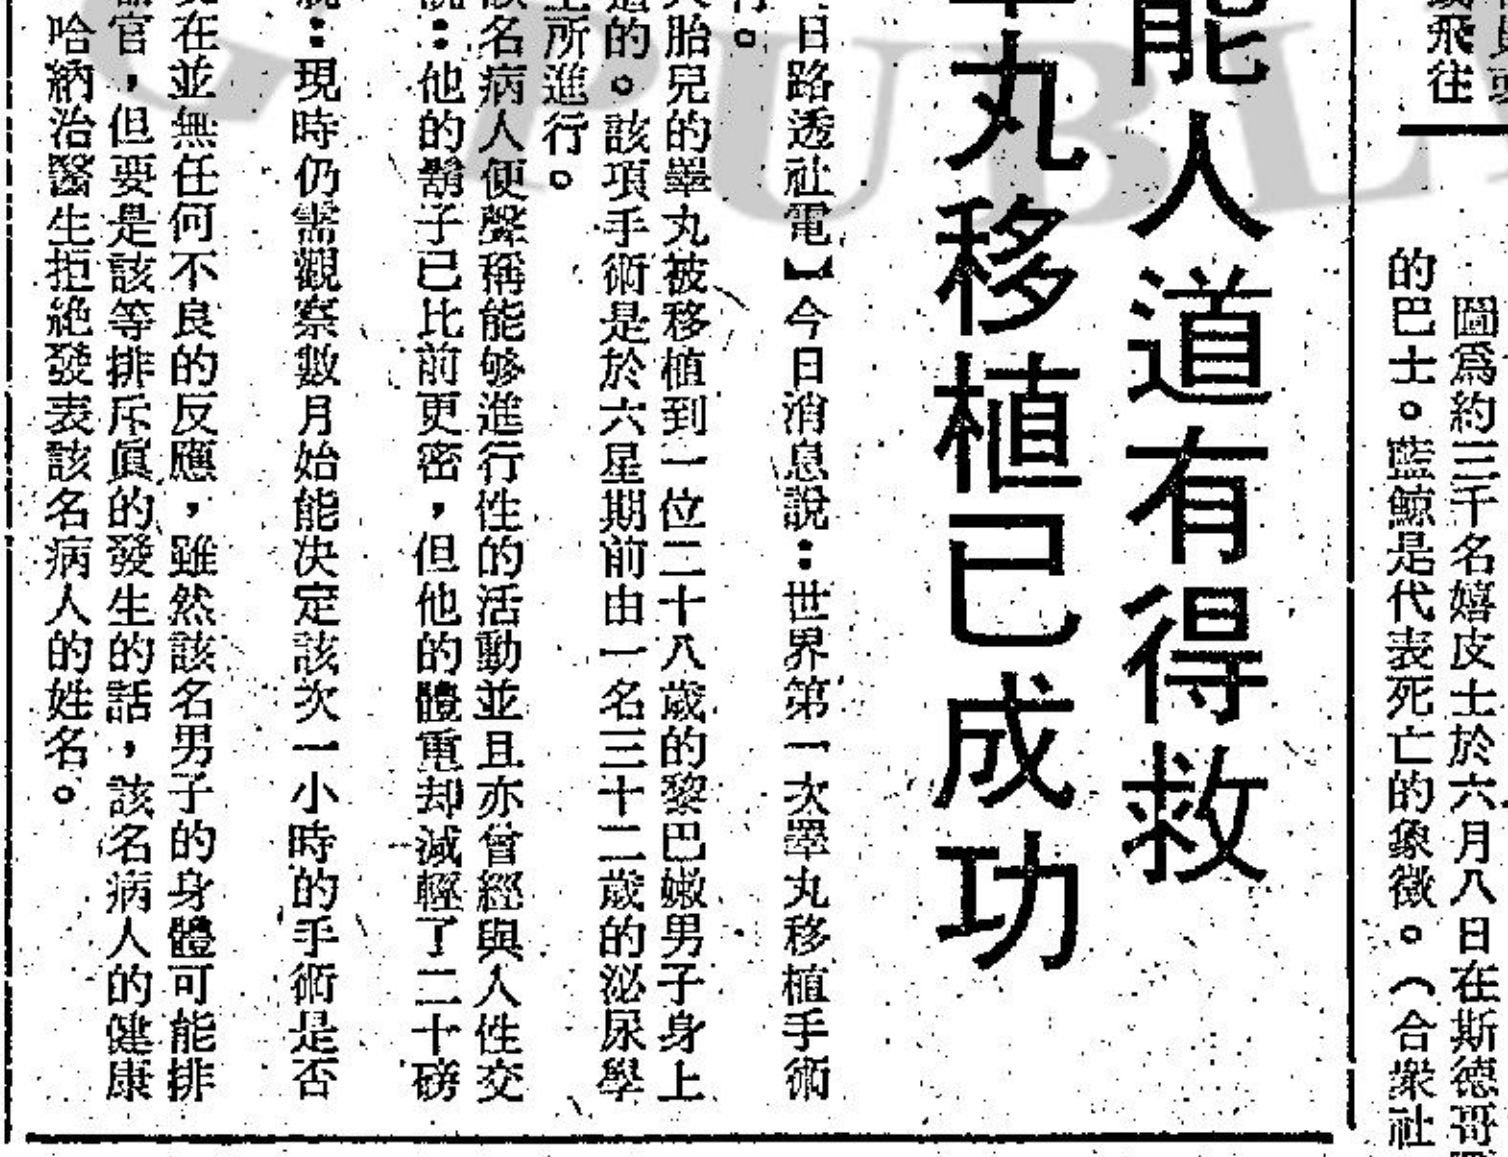 飛往
圖爲約三千名嬉皮士於六月八日在斯德哥
的巴士。藍鯨是代表死亡的象徵。（合衆社
能人道有得救
丸移植已成功
日路透社電】今日消息說：世界第一次睪丸移植手術
。
胎兒的睪丸被移植到一位二十八歲的黎巴嫩男子身上
的。該項手術是於六星期前由一名三十二歲的泌尿學
所進行。
名病人便聲稱能够進行性的活動並且亦曾經與人性交
：他的鬍子已比前更密，但他的體重却減輕了二十磅
：現時仍需觀察數月始能决定該次一小時的手術是否
在並無任何不良的反應，雖然該名男子的身體可能排
官，但要是該等排斥眞的發生的話，該名病人的健康
哈納治醫生拒絶發表該名病人的姓名。
PUBL